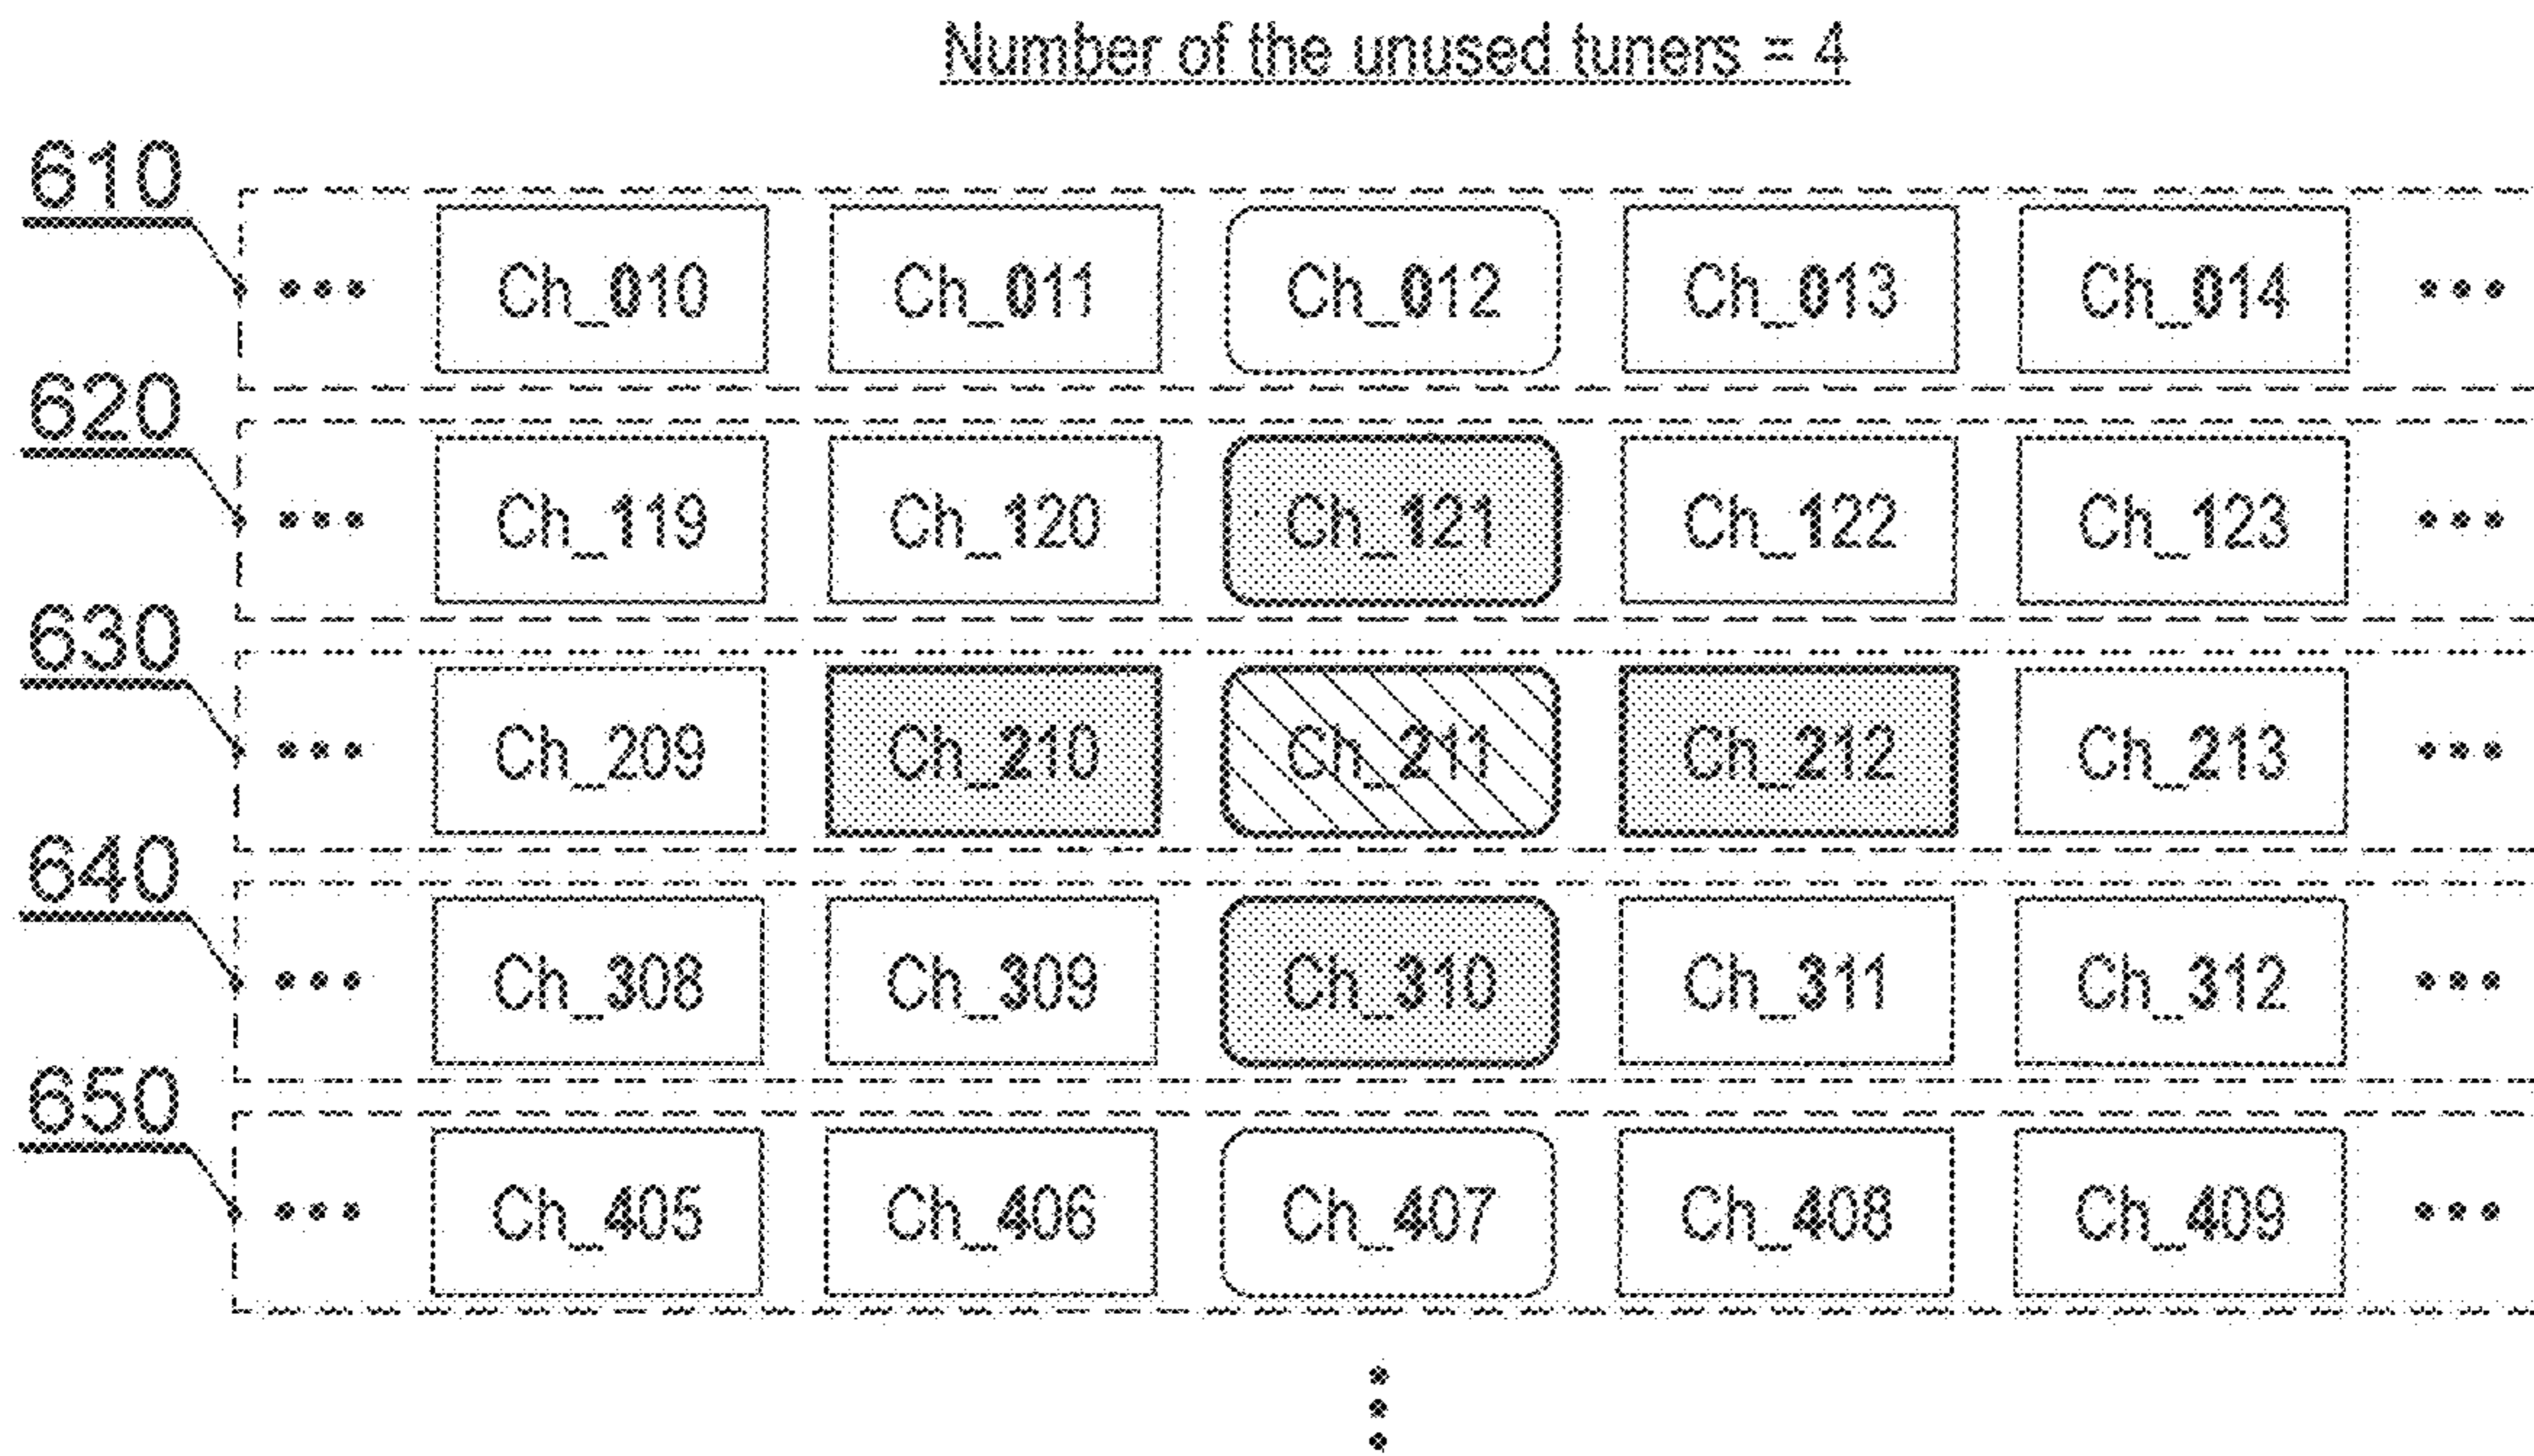 Number of the unused tuners = 4
610
... Ch_010 Ch_011 Ch_012 Ch_013 Ch_014 ...
620
... Ch_119 Ch_120 Ch_121 Ch_122 Ch_123 ...
630
... Ch_209 Ch_210 Ch_211 Ch_212 Ch_213 ...
640
... Ch_308 Ch_309 Ch_310 Ch_311 Ch_312 ...
650
... Ch_405 Ch_406 Ch_407 Ch_408 Ch_409 ...